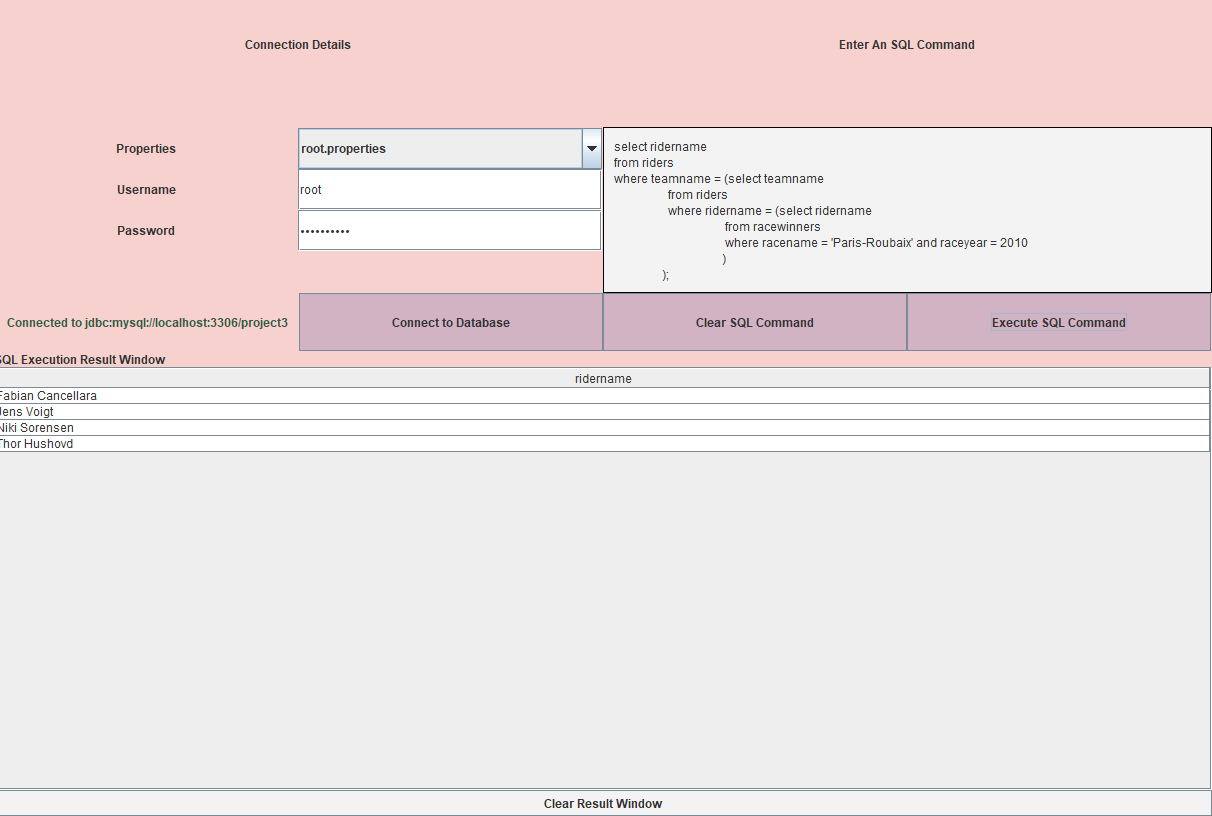 Connection Details
Enter An SQL Command
Properties
root.properties
Username
root
Password
••••••••••
select ridername
from riders
where teamname = (select teamname
from riders
where ridername = (select ridername
from racewinners
where racename = 'Paris-Roubaix' and raceyear = 2010
)
);
Connected to jdbc:mysql://localhost:3306/project3
Connect to Database
Clear SQL Command
Execute SQL Command
SQL Execution Result Window
ridername
Fabian Cancellara
Jens Voigt
Niki Sorensen
Thor Hushovd
Clear Result Window